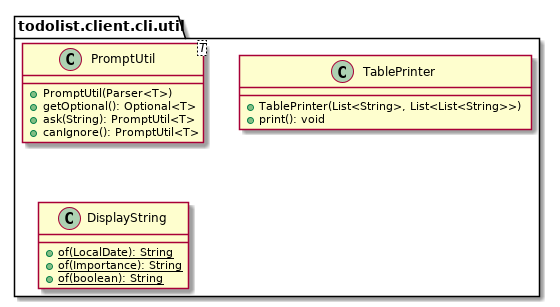 todolist.client.cli.util
C PromptUtil T
PromptUtil(Parser<T>)
getOptional(): Optional<T>
ask(String): PromptUtil<T>
canIgnore(): PromptUtil<T>
C TablePrinter
TablePrinter(List<String>, List<List<String>>)
print(): void
C DisplayString
of(LocalDate): String
of(Importance): String
of(boolean): String